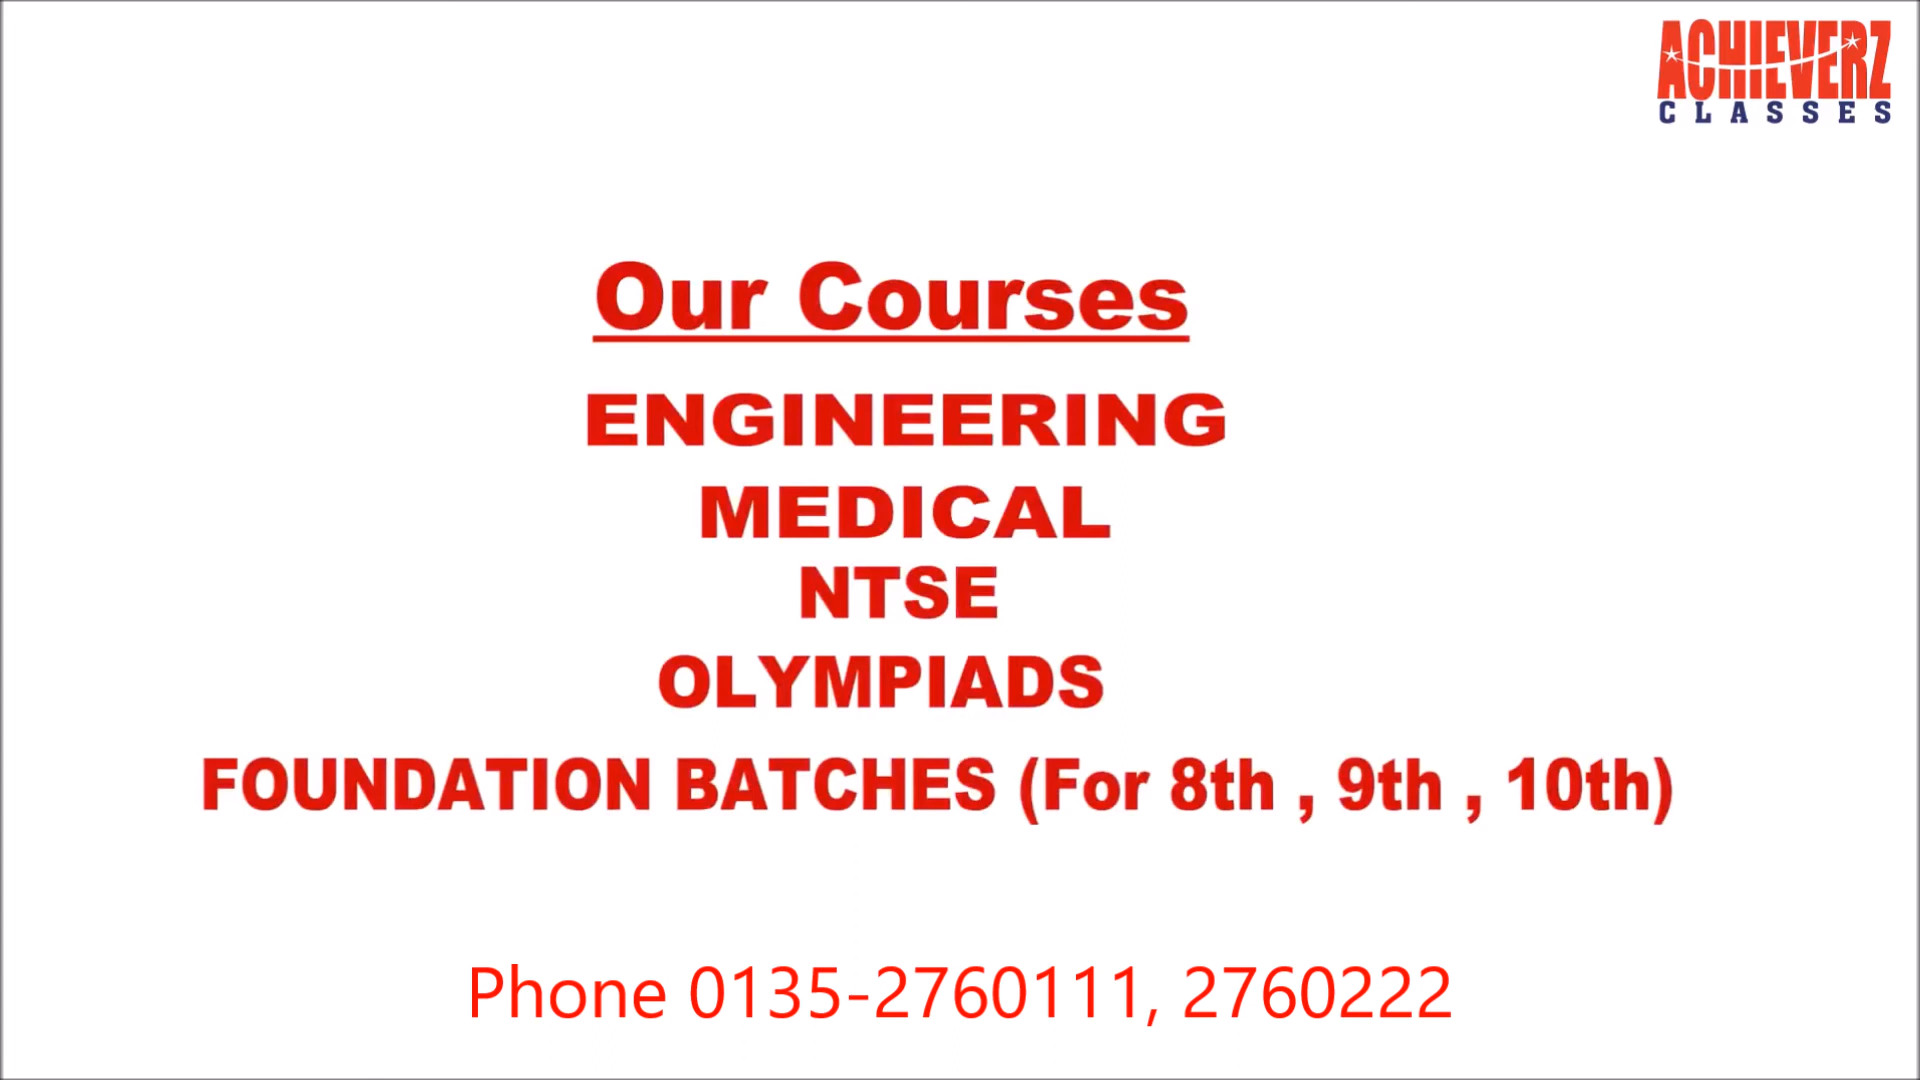 ACHIEVERZ
CLASSES
Our Courses
ENGINEERING
MEDICAL
NTSE
OLYMPIADS
FOUNDATION BATCHES (For 8th , 9th , 10th)
Phone 0135-2760111, 2760222